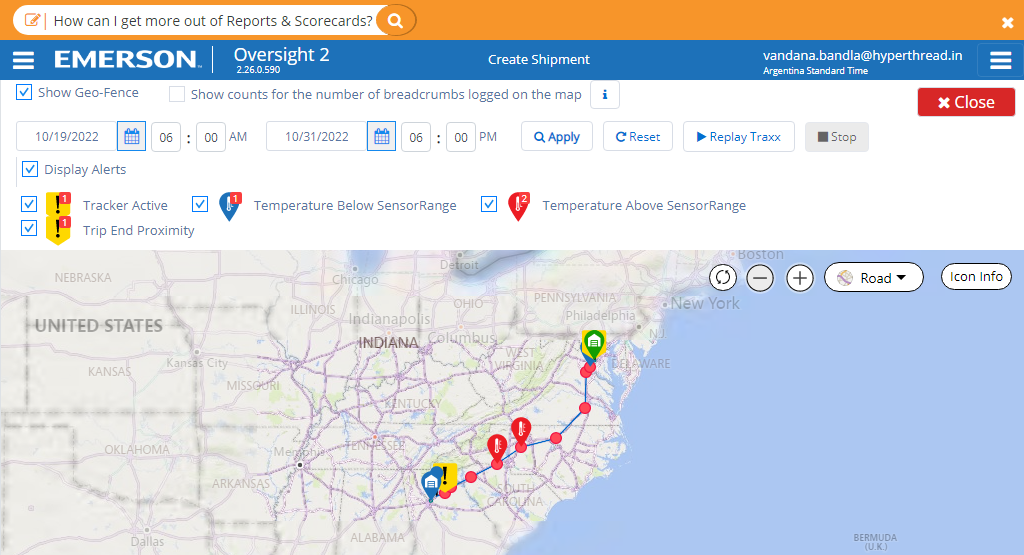 How can I get more out of Reports & Scorecards?
EMERSON
Oversight 2
2.26.0.590
Create Shipment
vandana.bandla@hyperthread.in
Argentina Standard Time
Show Geo-Fence
Show counts for the number of breadcrumbs logged on the map
i
Close
10/19/2022 06 : 00 AM 10/31/2022 06 : 00 PM Apply Reset Replay Traxx Stop
Display Alerts
1 Tracker Active 1 Temperature Below SensorRange 2 Temperature Above SensorRange
1 Trip End Proximity
Boston
Detroit
NEBRASKA
Chicago
Road
Icon Info
PENNSYLVANIA
New York
ILLINOIS
OHIO
Indianapolis
Philadelphia
UNITED STATES
NJ
INDIANA
Columbus
WEST
VIRGINIA
DELAWARE
Kansas City
KANSAS
MISSOURI
KENTUCKY
TENNESSEE
OKLAHOMA
Memphis
ARKANSAS
SOUTH
CAROLINA
Dallas
ALABAMA
BERMUDA
(U.K.)